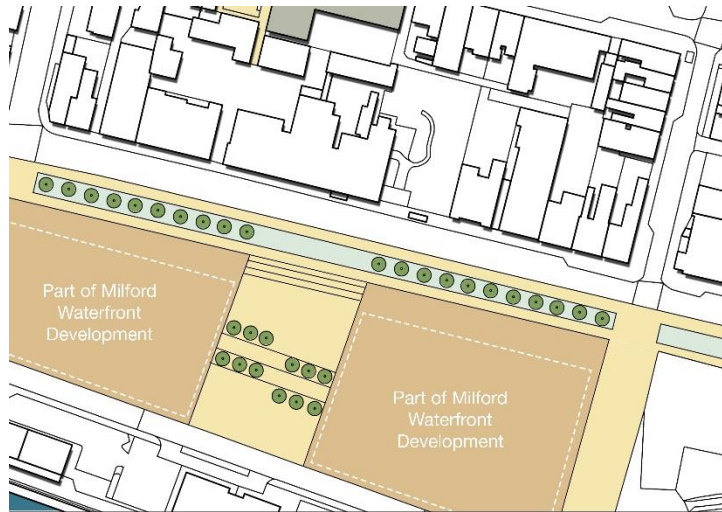 Part of Milford
Waterfront
Development
Part of Milford
Waterfront
Development